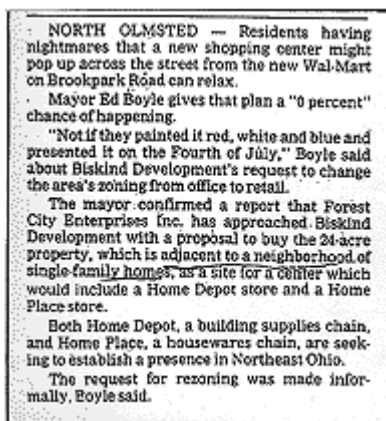 NORTH OLMSTED — Residents having
nightmares that a new shopping center might
pop up across the street from the new Wal-Mart
on Brookpark Road can relax.
Mayor Ed Boyle gives that plan a "0 percent"
chance of happening.
"Not if they painted it red, white and blue and
presented it on the Fourth of July," Boyle said
about Biskind Development's request to change
the area's zoning from office to retail.
The mayor confirmed a report that Forest
City Enterprises Inc. has approached Biskind
Development with a proposal to buy the 24-acre
property, which is adjacent to a neighborhood of
single-family homes, as a site for a center which
would include a Home Depot store and a Home
Place store.
Both Home Depot, a building supplies chain,
and Home Place, a housewares chain, are seek-
ing to establish a presence in Northeast Ohio.
The request for rezoning was made infor-
mally, Boyle said.